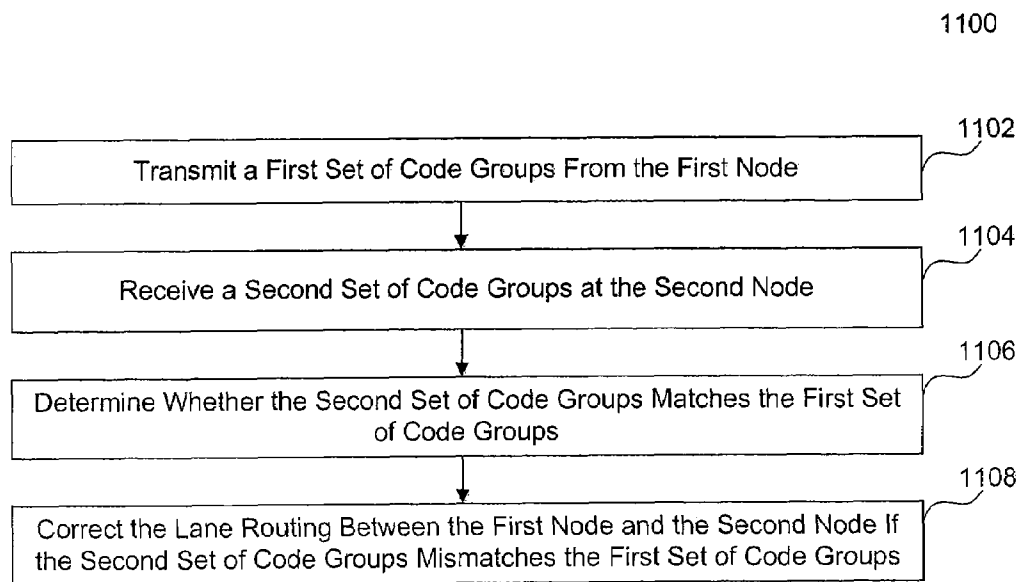 1100
1102
Transmit a First Set of Code Groups From the First Node
1104
Receive a Second Set of Code Groups at the Second Node
1106
Determine Whether the Second Set of Code Groups Matches the First Set
of Code Groups
1108
Correct the Lane Routing Between the First Node and the Second Node If
the Second Set of Code Groups Mismatches the First Set of Code Groups